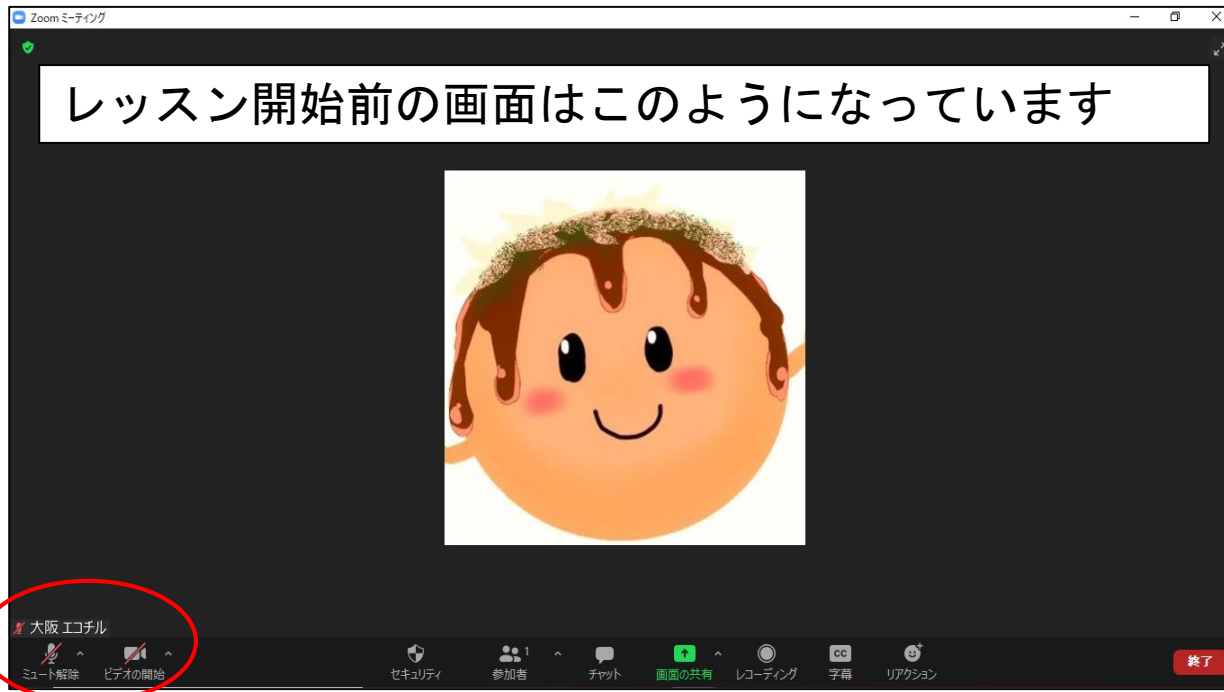 Zoom ミーティング
レッスン開始前の画面はこのようになっています
大阪 エコチル
ミュート解除
ビデオの開始
セキュリティ
1
参加者
チャット
画面の共有
レコーディング
CC
字幕
リアクション
終了